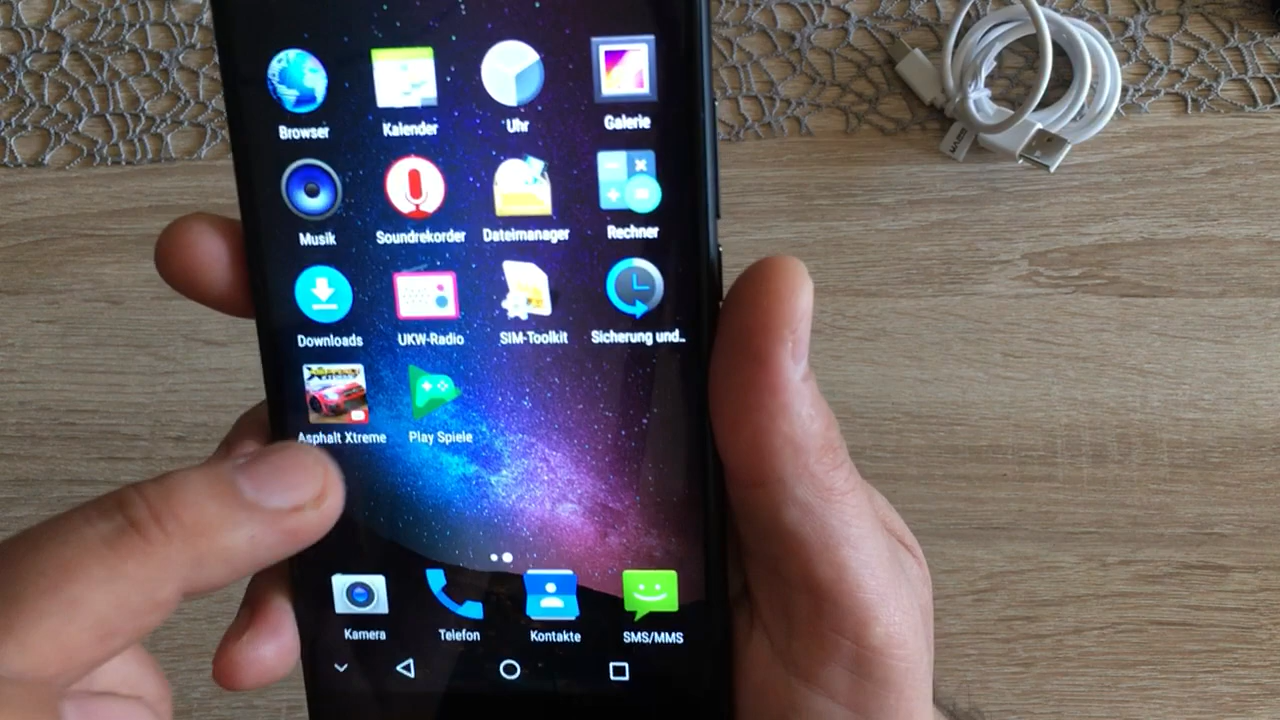 Browser
Kalender
Uhr
Galerie
Musik
Soundrekorder
Dateimanager
Rechner
Downloads
UKW-Radio
SIM-Toolkit
Sicherung und..
Asphalt Xtreme
Play Spiele
Kamera
Telefon
Kontakte
SMS/MMS